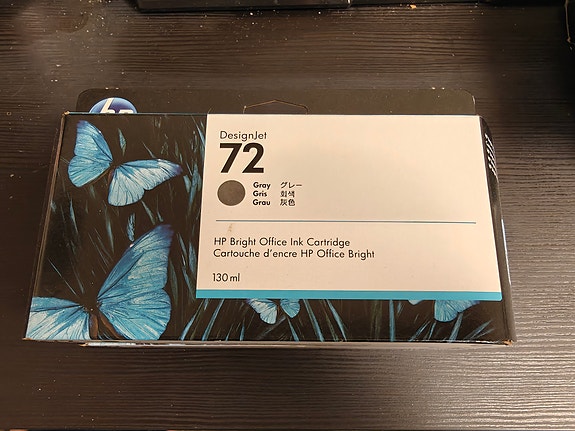 hp
DesignJet
72
Gray グレー
Gris 회색
Grau 灰色
HP Bright Office Ink Cartridge
Cartouche d'encre HP Office Bright
130 ml